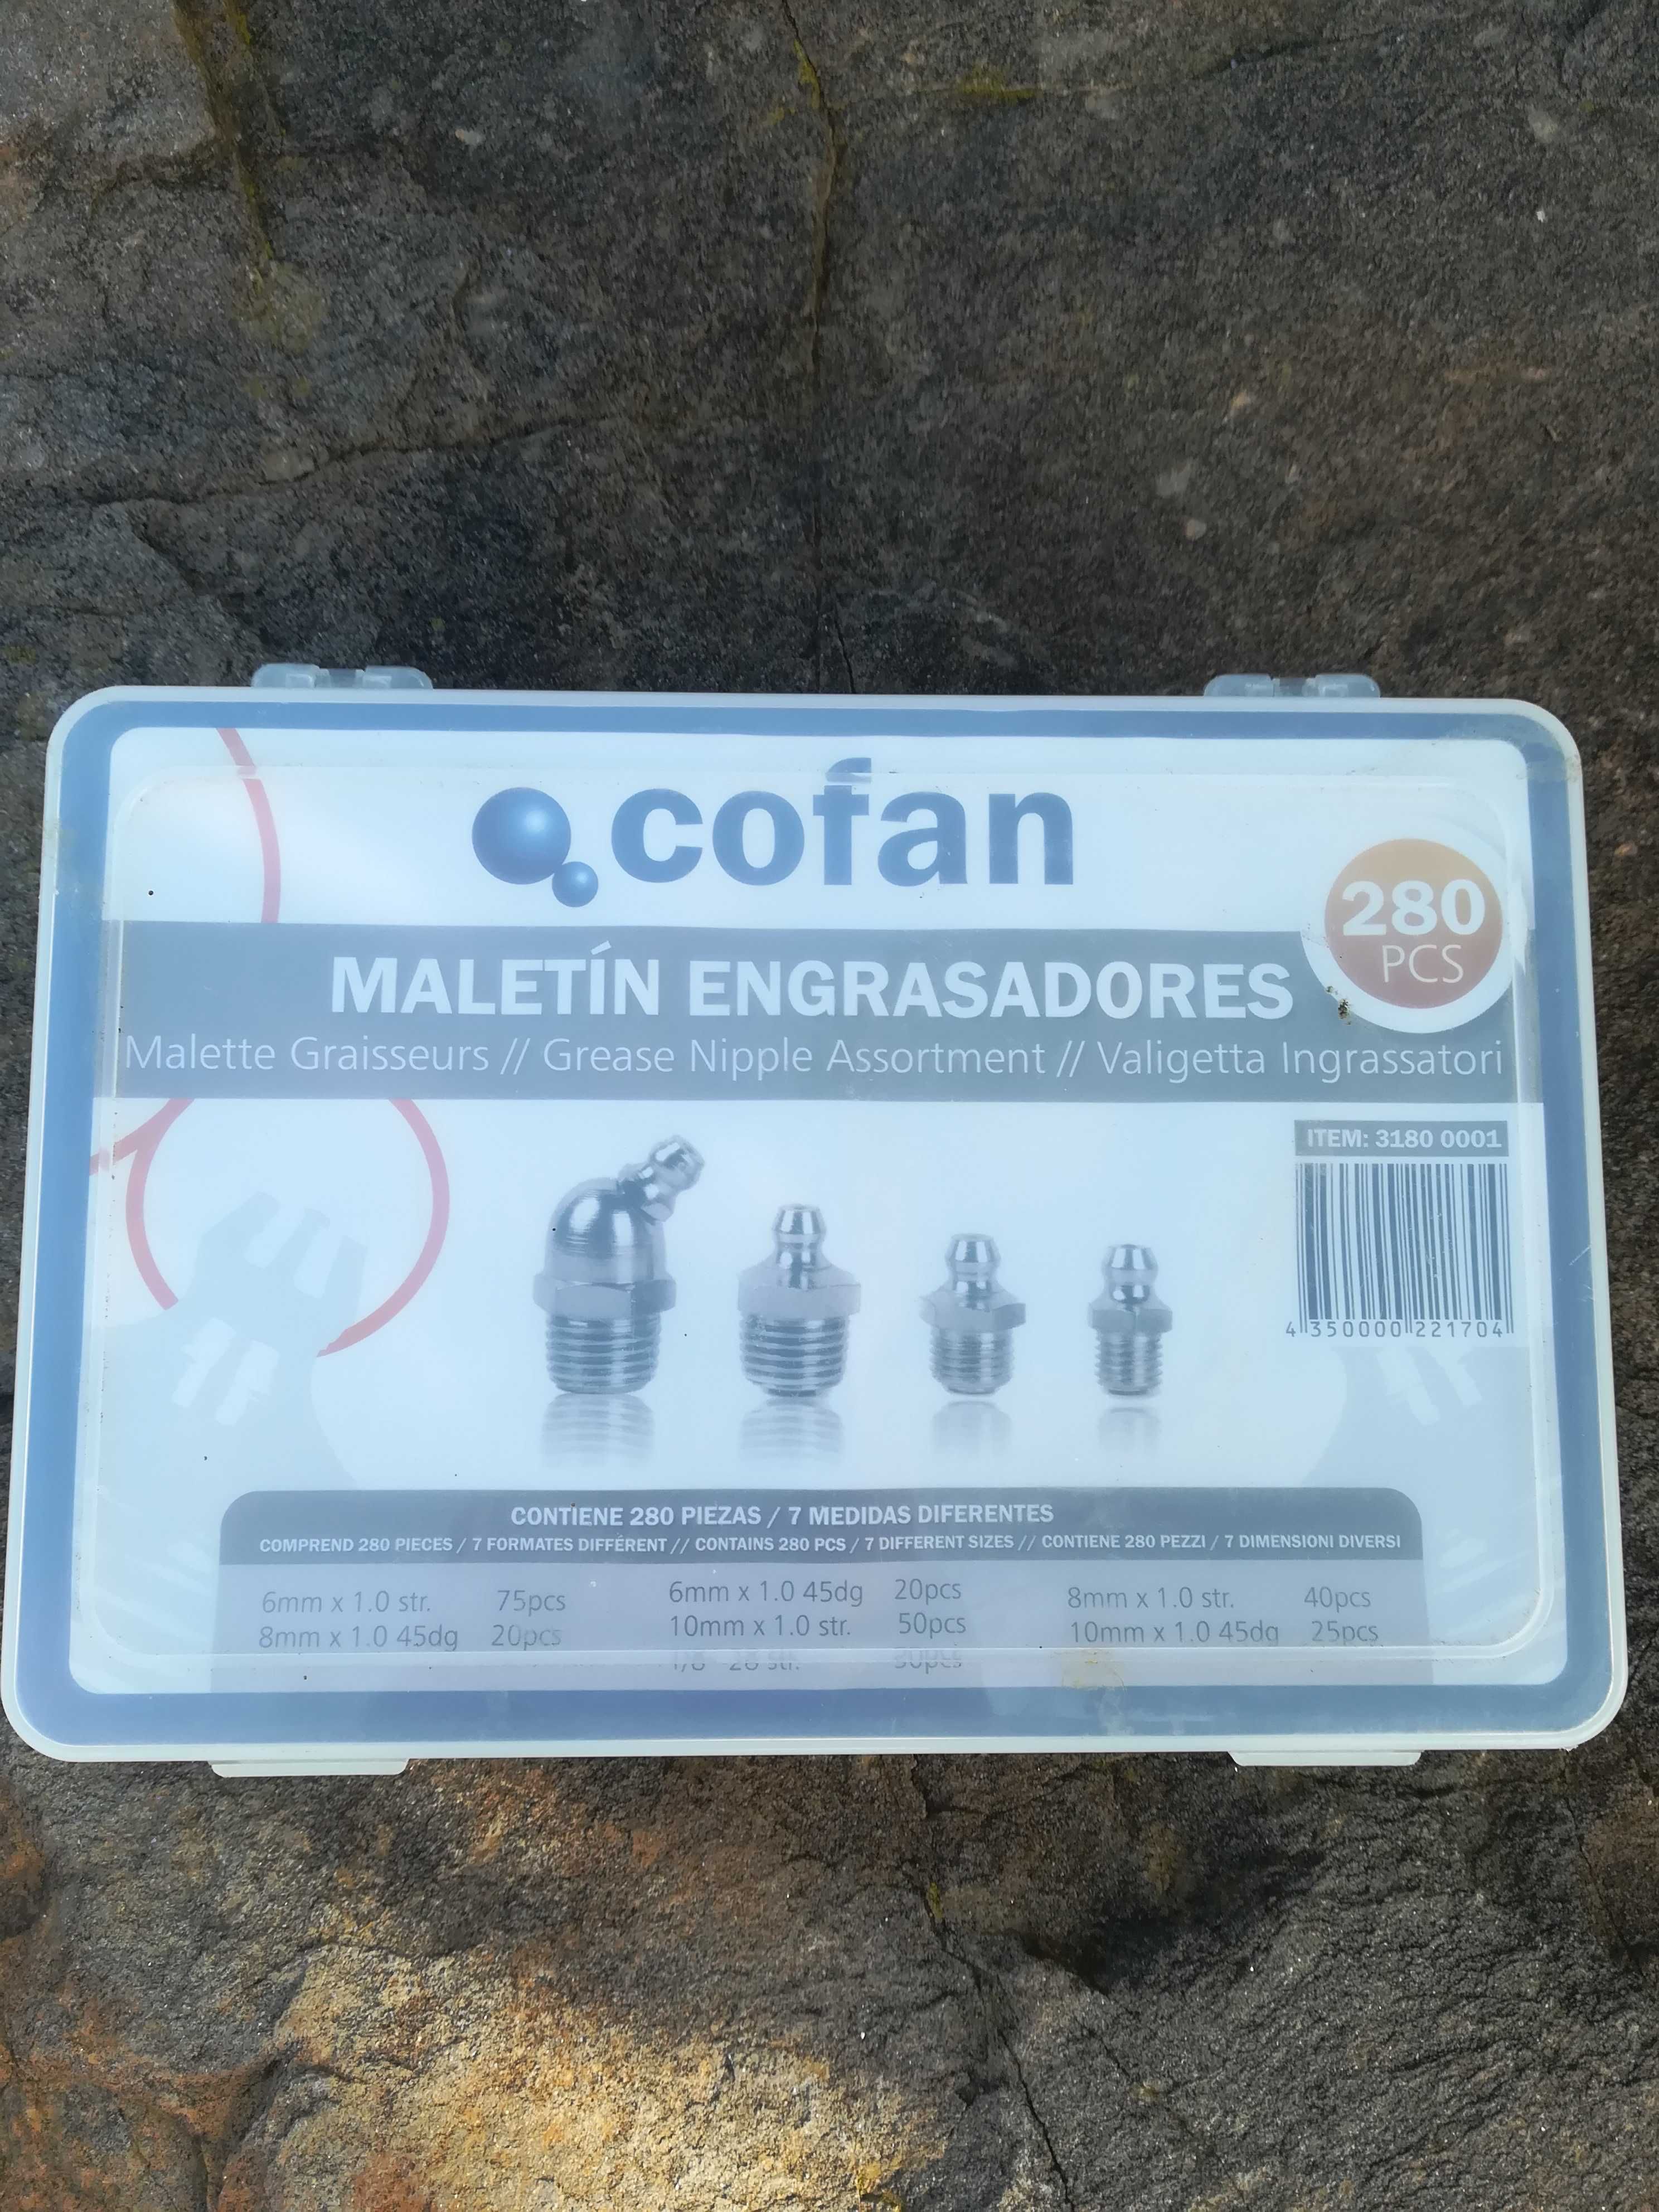 cofan
280
PCS
MALETÍN ENGRASADORES
Malette Graisseurs // Grease Nipple Assortment // Valigetta Ingrassatori
ITEM: 3180 0001
4 350000 221704
CONTIENE 280 PIEZAS / 7 MEDIDAS DIFERENTES
COMPREND 280 PIECES / 7 FORMATES DIFFÉRENT // CONTAINS 280 PCS / 7 DIFFERENT SIZES // CONTIENE 280 PEZZI / 7 DIMENSIONI DIVERSI
6mm x 1.0 str. 75pcs 6mm x 1.0 45dg 20pcs 8mm x 1.0 str. 40pcs
8mm x 1.0 45dg 20pcs 10mm x 1.0 str. 50pcs 10mm x 1.0 45dg 25pcs
str.